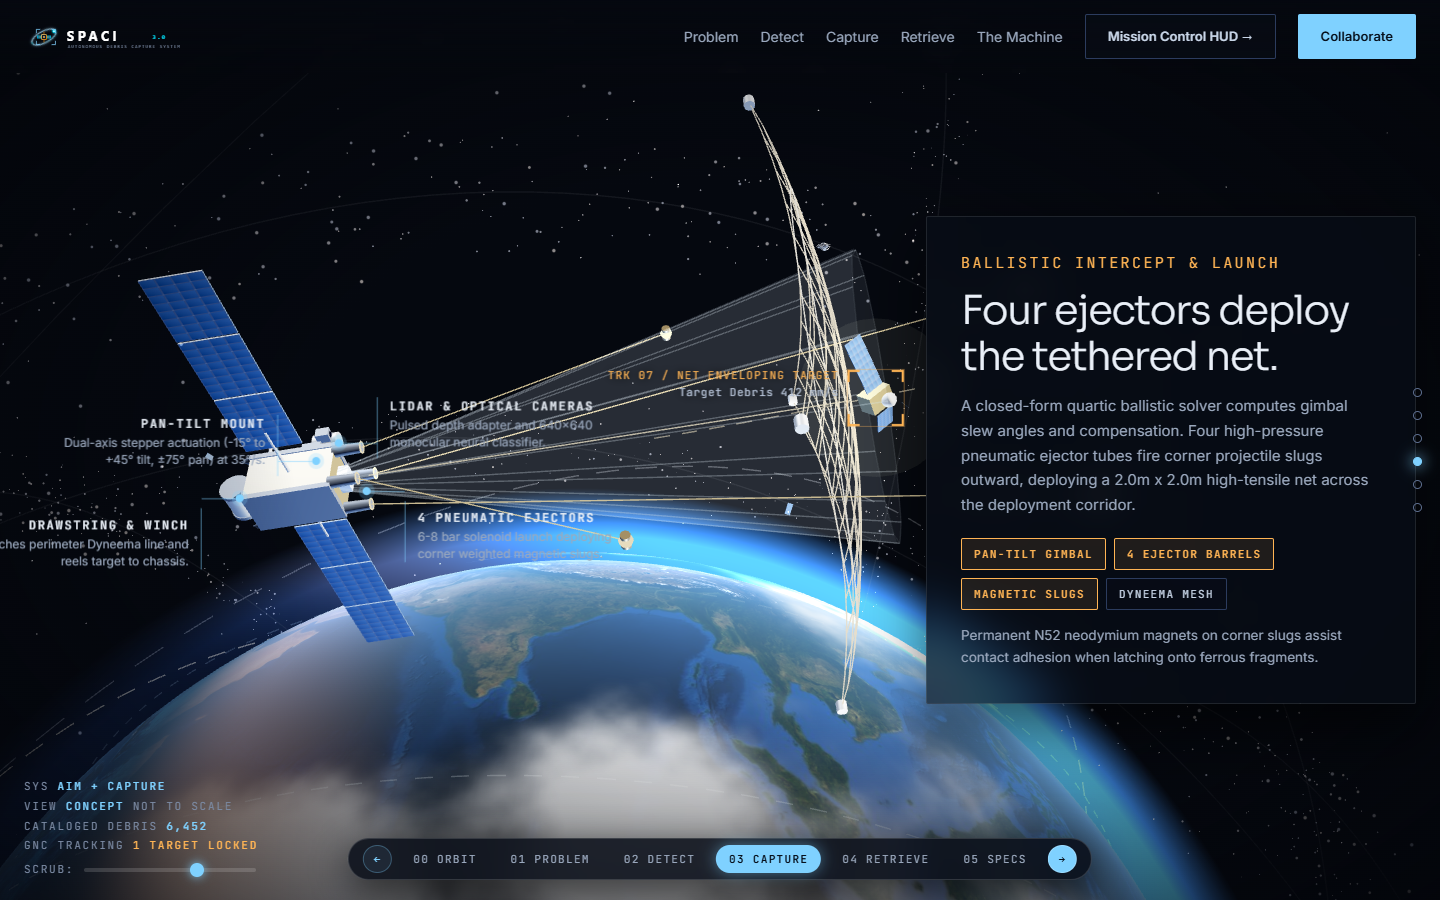 SPACI 2.0
AUTONOMOUS DEBRIS CAPTURE SYSTEM
Problem
Detect
Capture
Retrieve
The Machine
Mission Control HUD →
Collaborate
TRK 07 / NET ENVELOPING TARGET
Target Debris
LIDAR & OPTICAL CAMERAS
Pulsed depth adapter and 640×640
monocular neural classifier.
PAN-TILT MOUNT
Dual-axis stepper actuation (-15° to
+45° tilt, ±75° pan) at 35°/s.
DRAWSTRING & WINCH
ches perimeter Dyneema line and
reels target to chassis.
4 PNEUMATIC EJECTORS
6-8 bar solenoid launch deploying
corner weighted magnetic slugs.
BALLISTIC INTERCEPT & LAUNCH
Four ejectors deploy
the tethered net.
A closed-form quartic ballistic solver computes gimbal
slew angles and compensation. Four high-pressure
pneumatic ejector tubes fire corner projectile slugs
outward, deploying a 2.0m x 2.0m high-tensile net across
the deployment corridor.
PAN-TILT GIMBAL
4 EJECTOR BARRELS
MAGNETIC SLUGS
DYNEEMA MESH
Permanent N52 neodymium magnets on corner slugs assist
contact adhesion when latching onto ferrous fragments.
SYS AIM + CAPTURE
VIEW CONCEPT NOT TO SCALE
CATALOGED DEBRIS 6,452
GNC TRACKING 1 TARGET LOCKED
SCRUB:
←
00 ORBIT
01 PROBLEM
02 DETECT
03 CAPTURE
04 RETRIEVE
05 SPECS
→